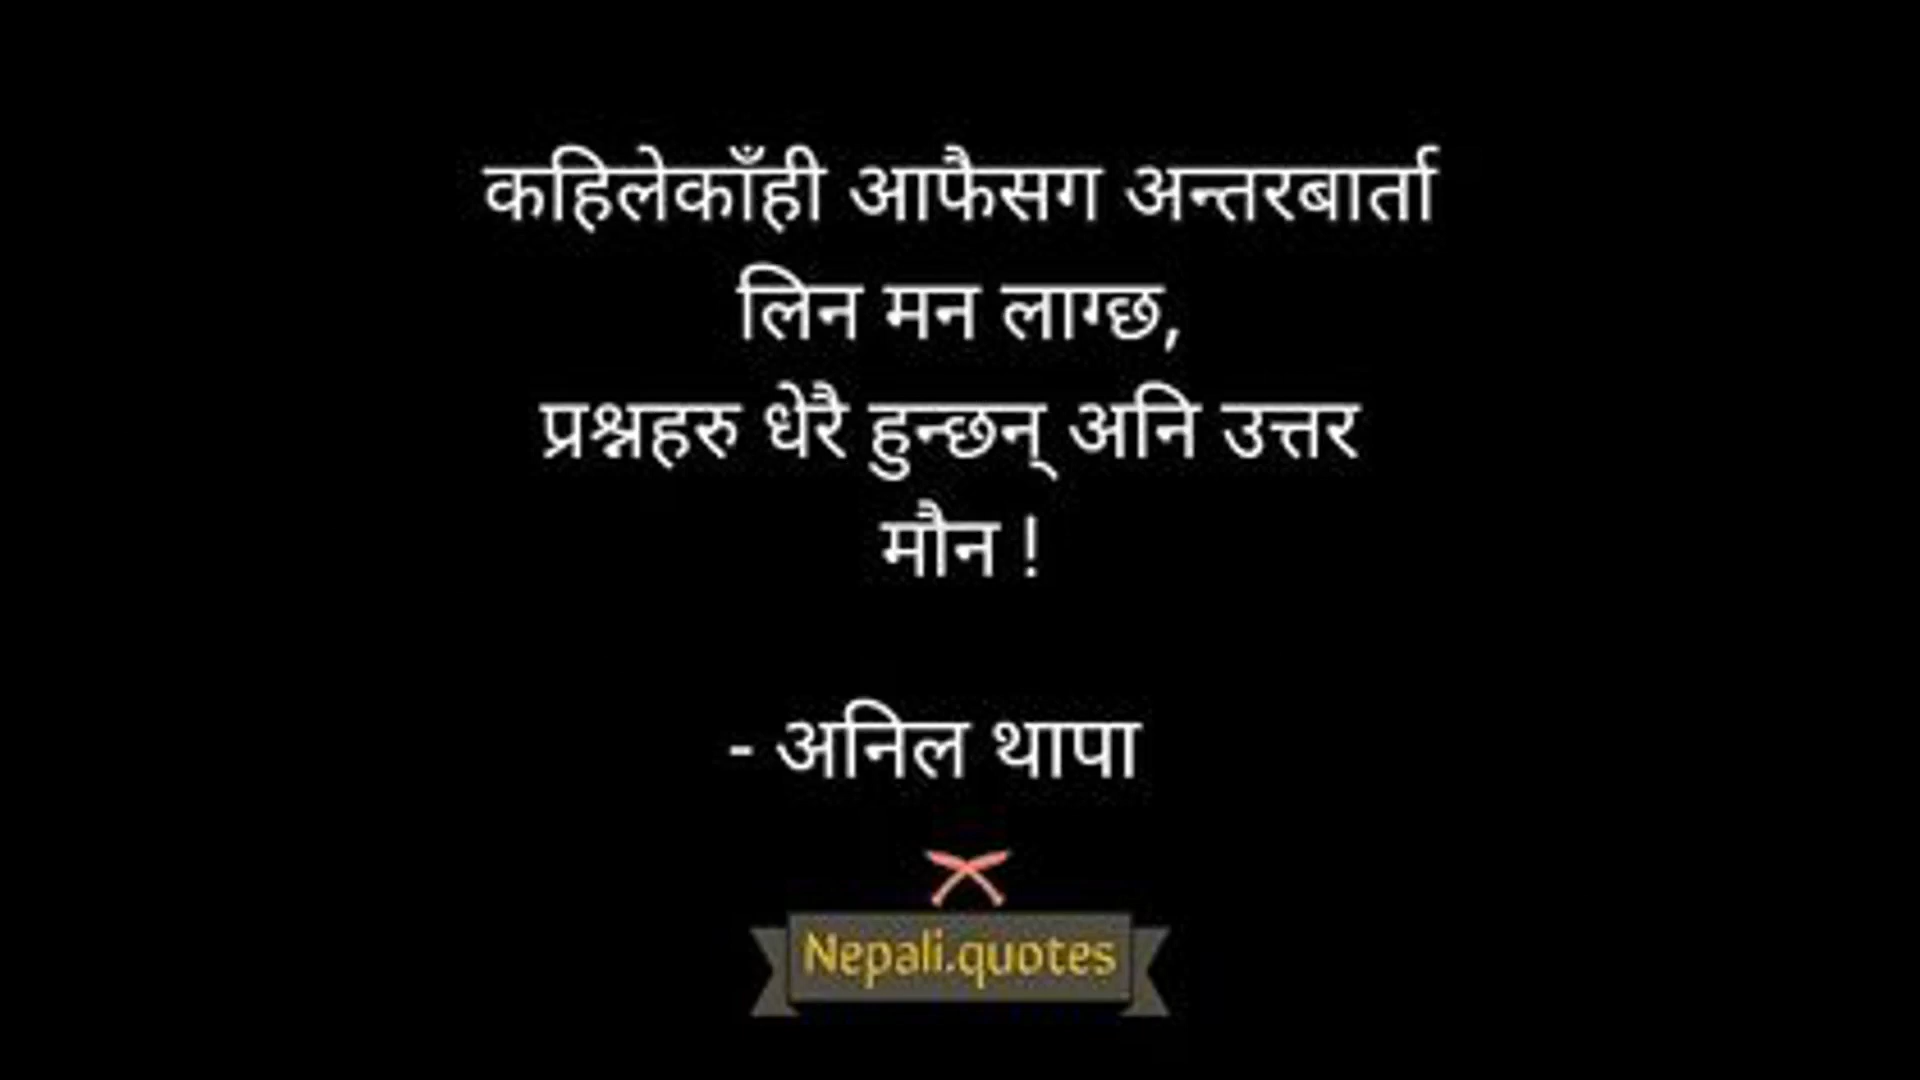 कहिलेकाँही आफैसग अन्तरबार्ता
लिन मन लाग्छ,
प्रश्नहरु धेरै हुन्छन् अनि उत्तर
मौन !
- अनिल थापा
Nepali.quotes